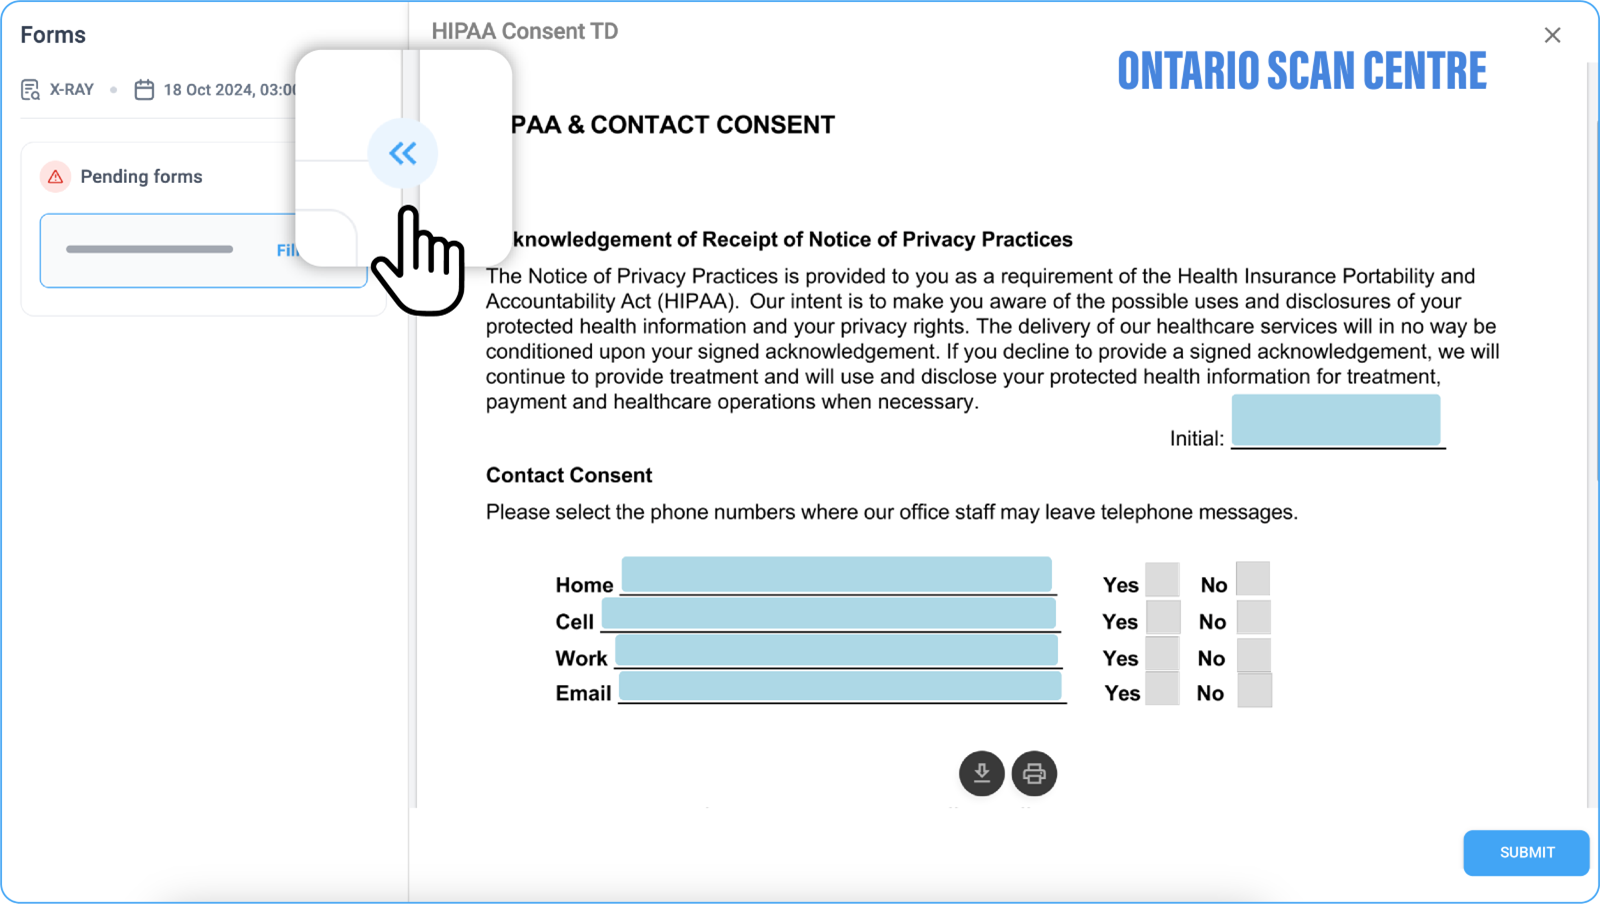 Forms
HIPAA Consent TD
ONTARIO SCAN CENTRE
X-RAY
18 Oct 2024, 03:00
PAA & CONTACT CONSENT
Pending forms
Fill
knowledgement of Receipt of Notice of Privacy Practices
The Notice of Privacy Practices is provided to you as a requirement of the Health Insurance Portability and
Accountability Act (HIPAA). Our intent is to make you aware of the possible uses and disclosures of your
protected health information and your privacy rights. The delivery of our healthcare services will in no way be
conditioned upon your signed acknowledgement. If you decline to provide a signed acknowledgement, we will
continue to provide treatment and will use and disclose your protected health information for treatment,
payment and healthcare operations when necessary.
Initial:
Contact Consent
Please select the phone numbers where our office staff may leave telephone messages.
Home Yes No
Cell Yes No
Work Yes No
Email Yes No
SUBMIT